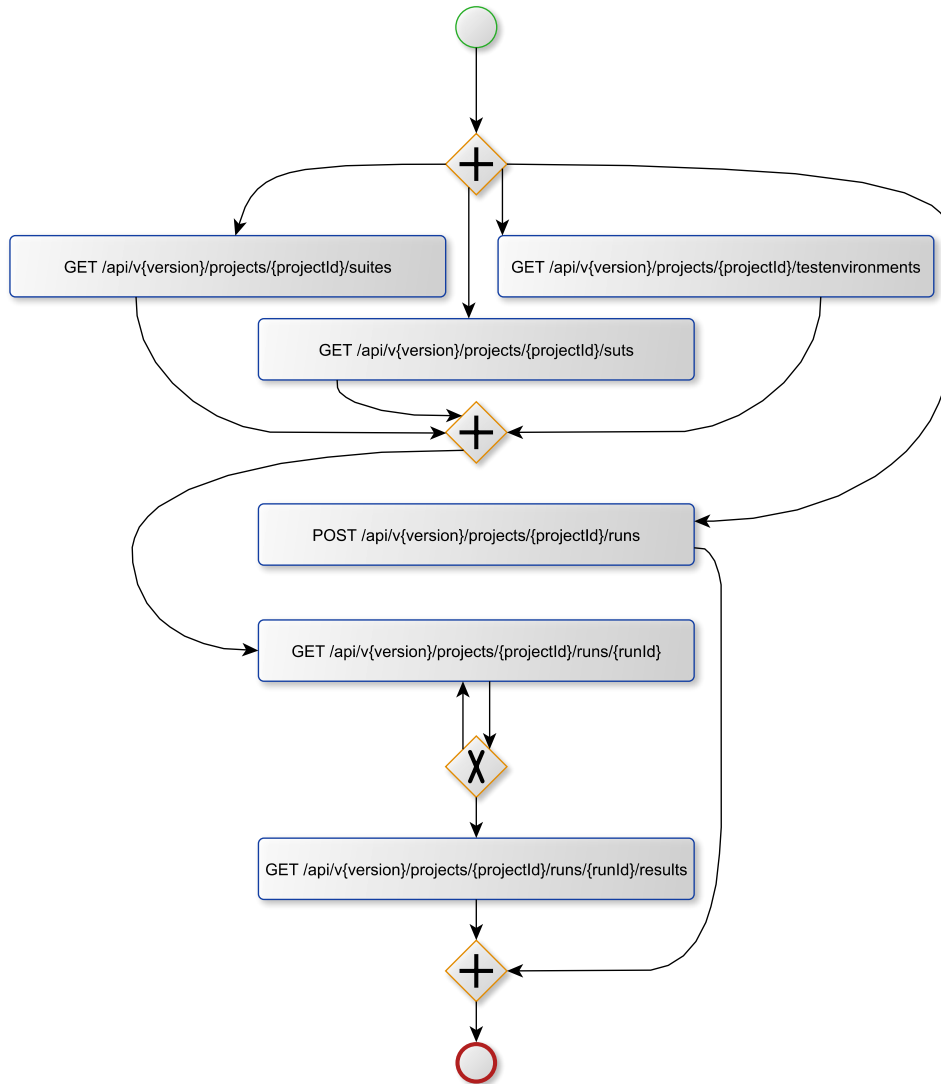 GET /api/v{version}/projects/{projectId}/suites
GET /api/v{version}/projects/{projectId}/testenvironments
GET /api/v{version}/projects/{projectId}/suts
POST /api/v{version}/projects/{projectId}/runs
GET /api/v{version}/projects/{projectId}/runs/{runId}
GET /api/v{version}/projects/{projectId}/runs/{runId}/results